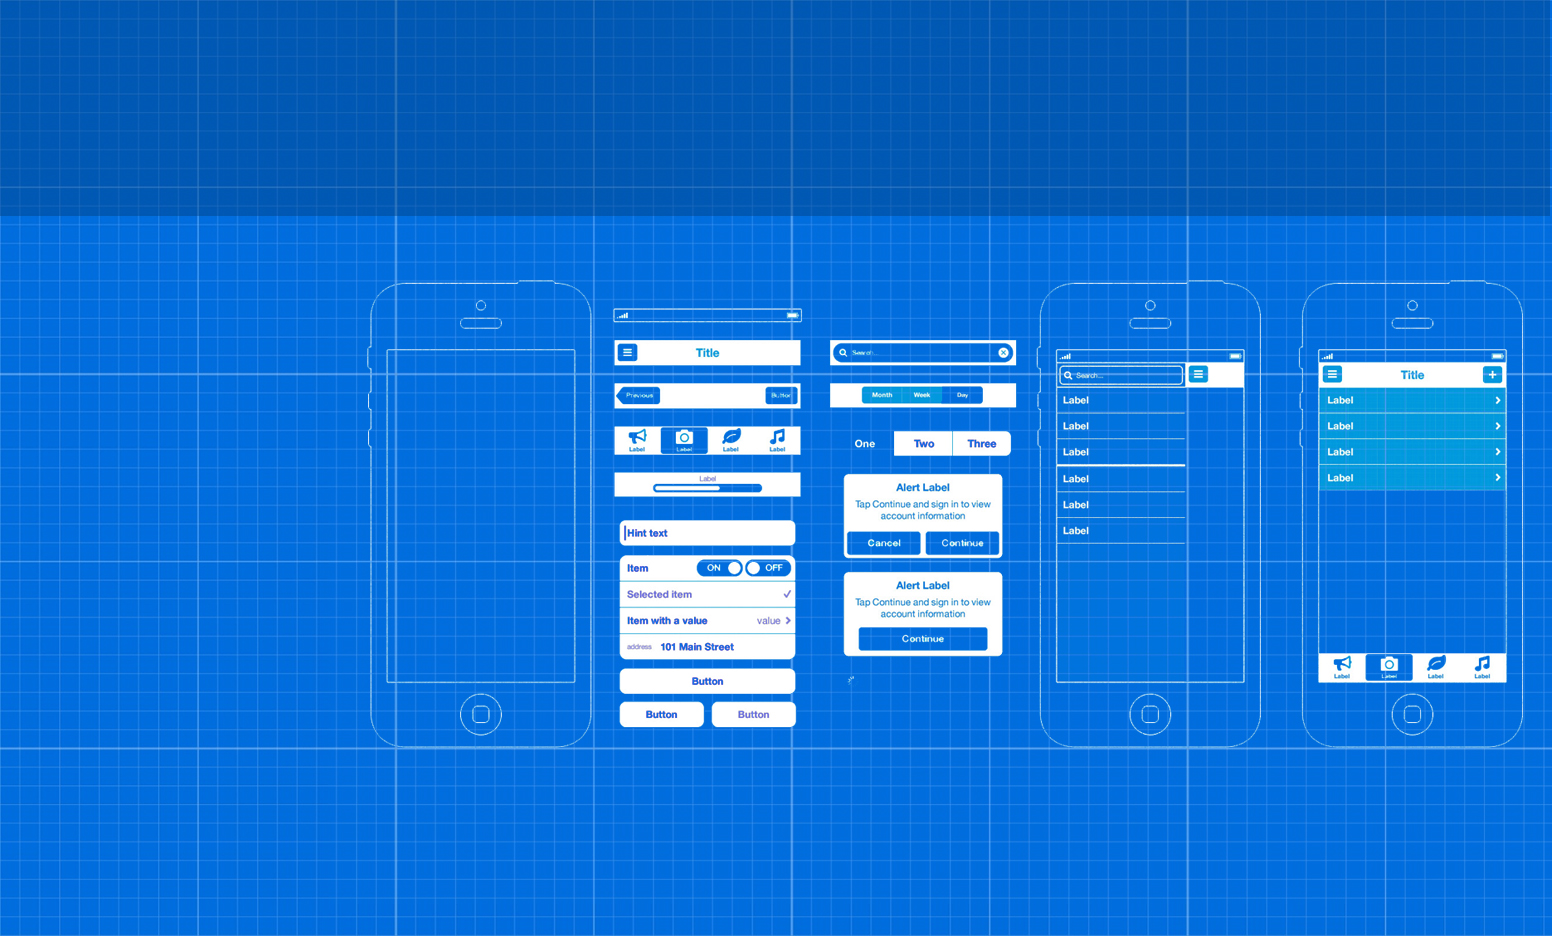 Title
Previous
Button
Label
Label
Label
Label
Label
Hint text
Item
ON
OFF
Selected item
Item with a value
value
address
101 Main Street
Button
Button
Button
Search...
Month
Week
Day
One
Two
Three
Alert Label
Tap Continue and sign in to view
account information
Cancel
Continue
Alert Label
Tap Continue and sign in to view
account information
Continue
Search...
Label
Label
Label
Label
Label
Label
Title
Label
Label
Label
Label
Label
Label
Label
Label